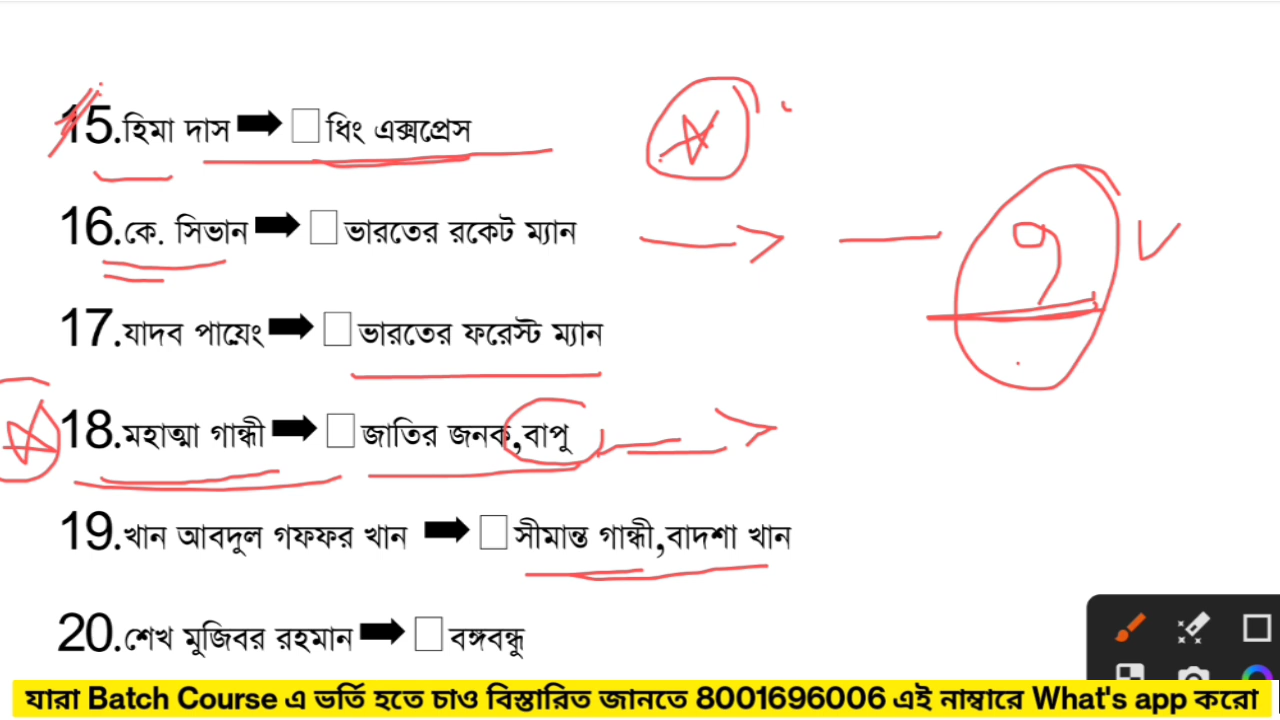 15.হিমা দাস➡ □ধিং এক্সপ্রেস
16.কে. সিভান➡ □ভারতের রকেট ম্যান
17.যাদব পায়েং➡ □ভারতের ফরেস্ট ম্যান
18.মহাত্মা গান্ধী➡ □জাতির জনক,বাপু
19.খান আবদুল গফফর খান ➡ □সীমান্ত গান্ধী,বাদশা খান
20.শেখ মুজিবর রহমান➡ □বঙ্গবন্ধু
যারা Batch Course এ ভর্তি হতে চাও বিস্তারিত জানতে 8001696006 এই নাম্বারে What's app করো